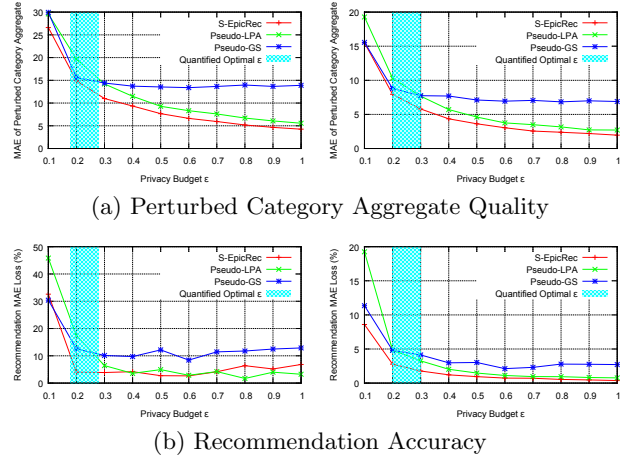 MAE of Perturbed Category Aggregate
30
25
20
15
10
5
0
S-EpicRec
Pseudo-LPA
Pseudo-GS
Quantified Optimal ε
0.1 0.2 0.3 0.4 0.5 0.6 0.7 0.8 0.9 1
Privacy Budget ε
MAE of Perturbed Category Aggregate
20
15
10
5
0
S-EpicRec
Pseudo-LPA
Pseudo-GS
Quantified Optimal ε
0.1 0.2 0.3 0.4 0.5 0.6 0.7 0.8 0.9 1
Privacy Budget ε
(a) Perturbed Category Aggregate Quality
Recommendation MAE Loss (%)
50
40
30
20
10
0
S-EpicRec
Pseudo-LPA
Pseudo-GS
Quantified Optimal ε
0.1 0.2 0.3 0.4 0.5 0.6 0.7 0.8 0.9 1
Privacy Budget ε
Recommendation MAE Loss (%)
20
15
10
5
0
S-EpicRec
Pseudo-LPA
Pseudo-GS
Quantified Optimal ε
0.1 0.2 0.3 0.4 0.5 0.6 0.7 0.8 0.9 1
Privacy Budget ε
(b) Recommendation Accuracy